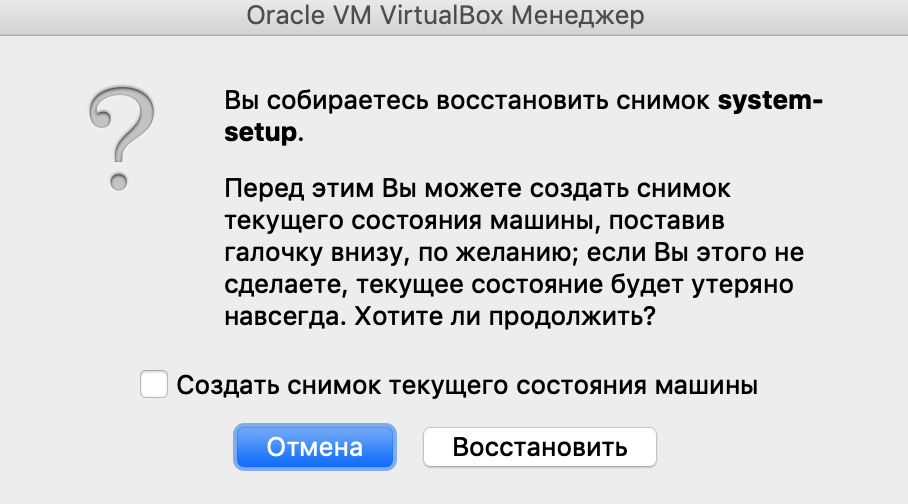 Oracle VM VirtualBox Менеджер
Вы собираетесь восстановить снимок system-
setup.
Перед этим Вы можете создать снимок
текущего состояния машины, поставив
галочку внизу, по желанию; если Вы этого не
сделаете, текущее состояние будет утеряно
навсегда. Хотите ли продолжить?
Создать снимок текущего состояния машины
Отмена
Восстановить